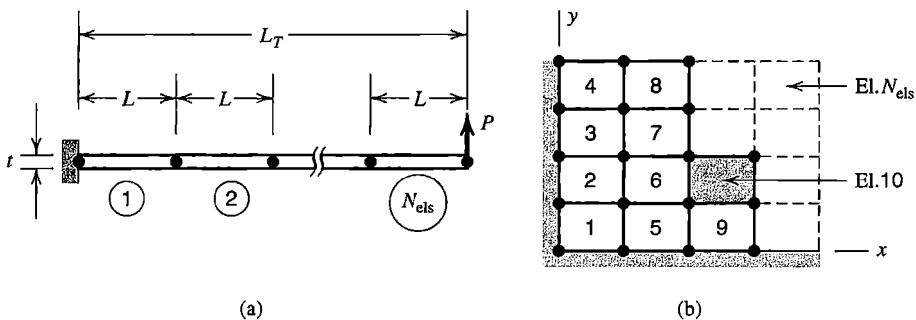 L_T
L
L
L
P
t
1
2
N_els
(a)
y
4 8
El. N_els
3 7
2 6
El.10
1 5 9
x
(b)